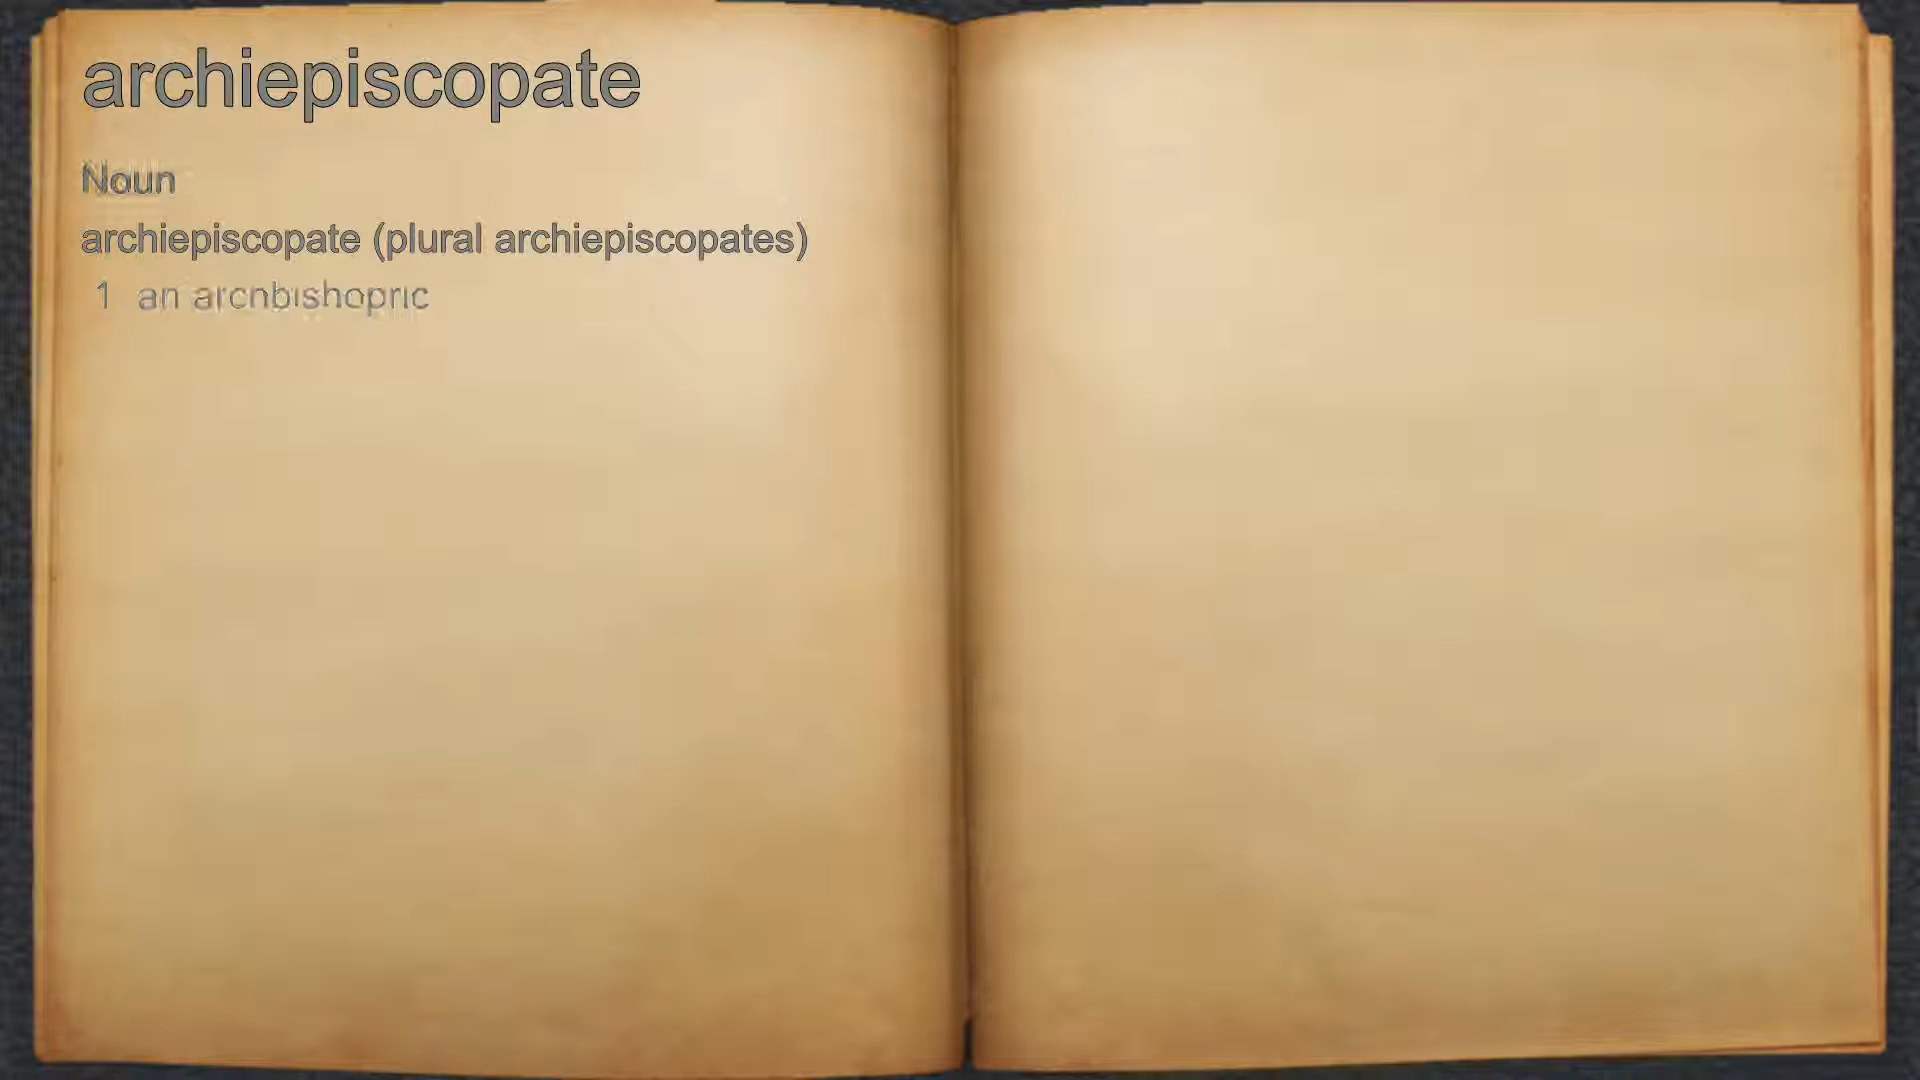 archiepiscopate
Noun
archiepiscopate (plural archiepiscopates)
1 an archbishopric